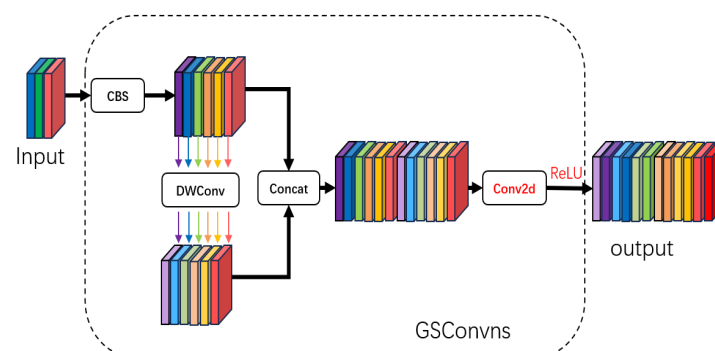 CBS
Input
DWConv
Concat
Conv2d
ReLU
output
GSConvns